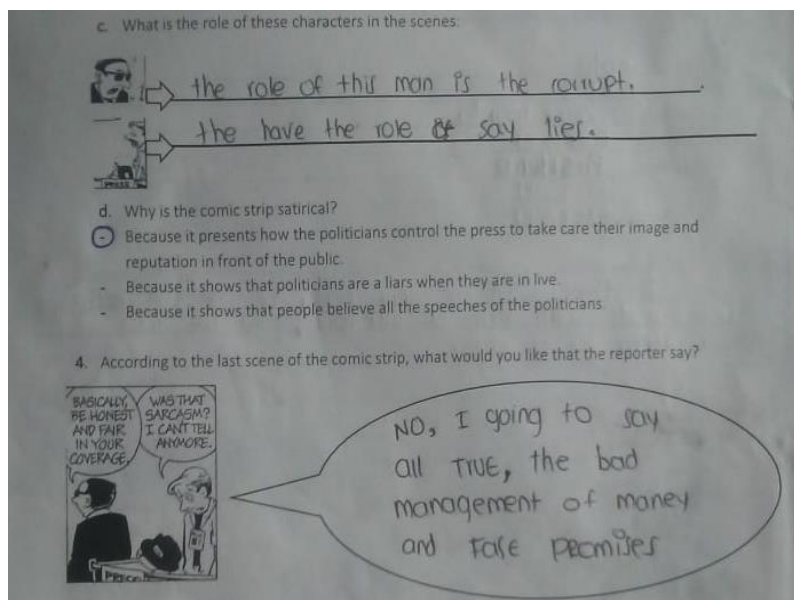 c. What is the role of these characters in the scenes:
the role of this man is the corrupt.
the have the role of say lies.
PRESS
d. Why is the comic strip satirical?
- Because it presents how the politicians control the press to take care their image and
reputation in front of the public.
- Because it shows that politicians are a liars when they are in live.
- Because it shows that people believe all the speeches of the politicians
4. According to the last scene of the comic strip, what would you like that the reporter say?
BASICALLY,
BE HONEST
AND FAIR
IN YOUR
COVERAGE.
WAS THAT
SARCASM?
I CAN'T TELL
ANYMORE.
PRESS
NO, I going to say
all TRUE, the bad
management of money
and False Promises